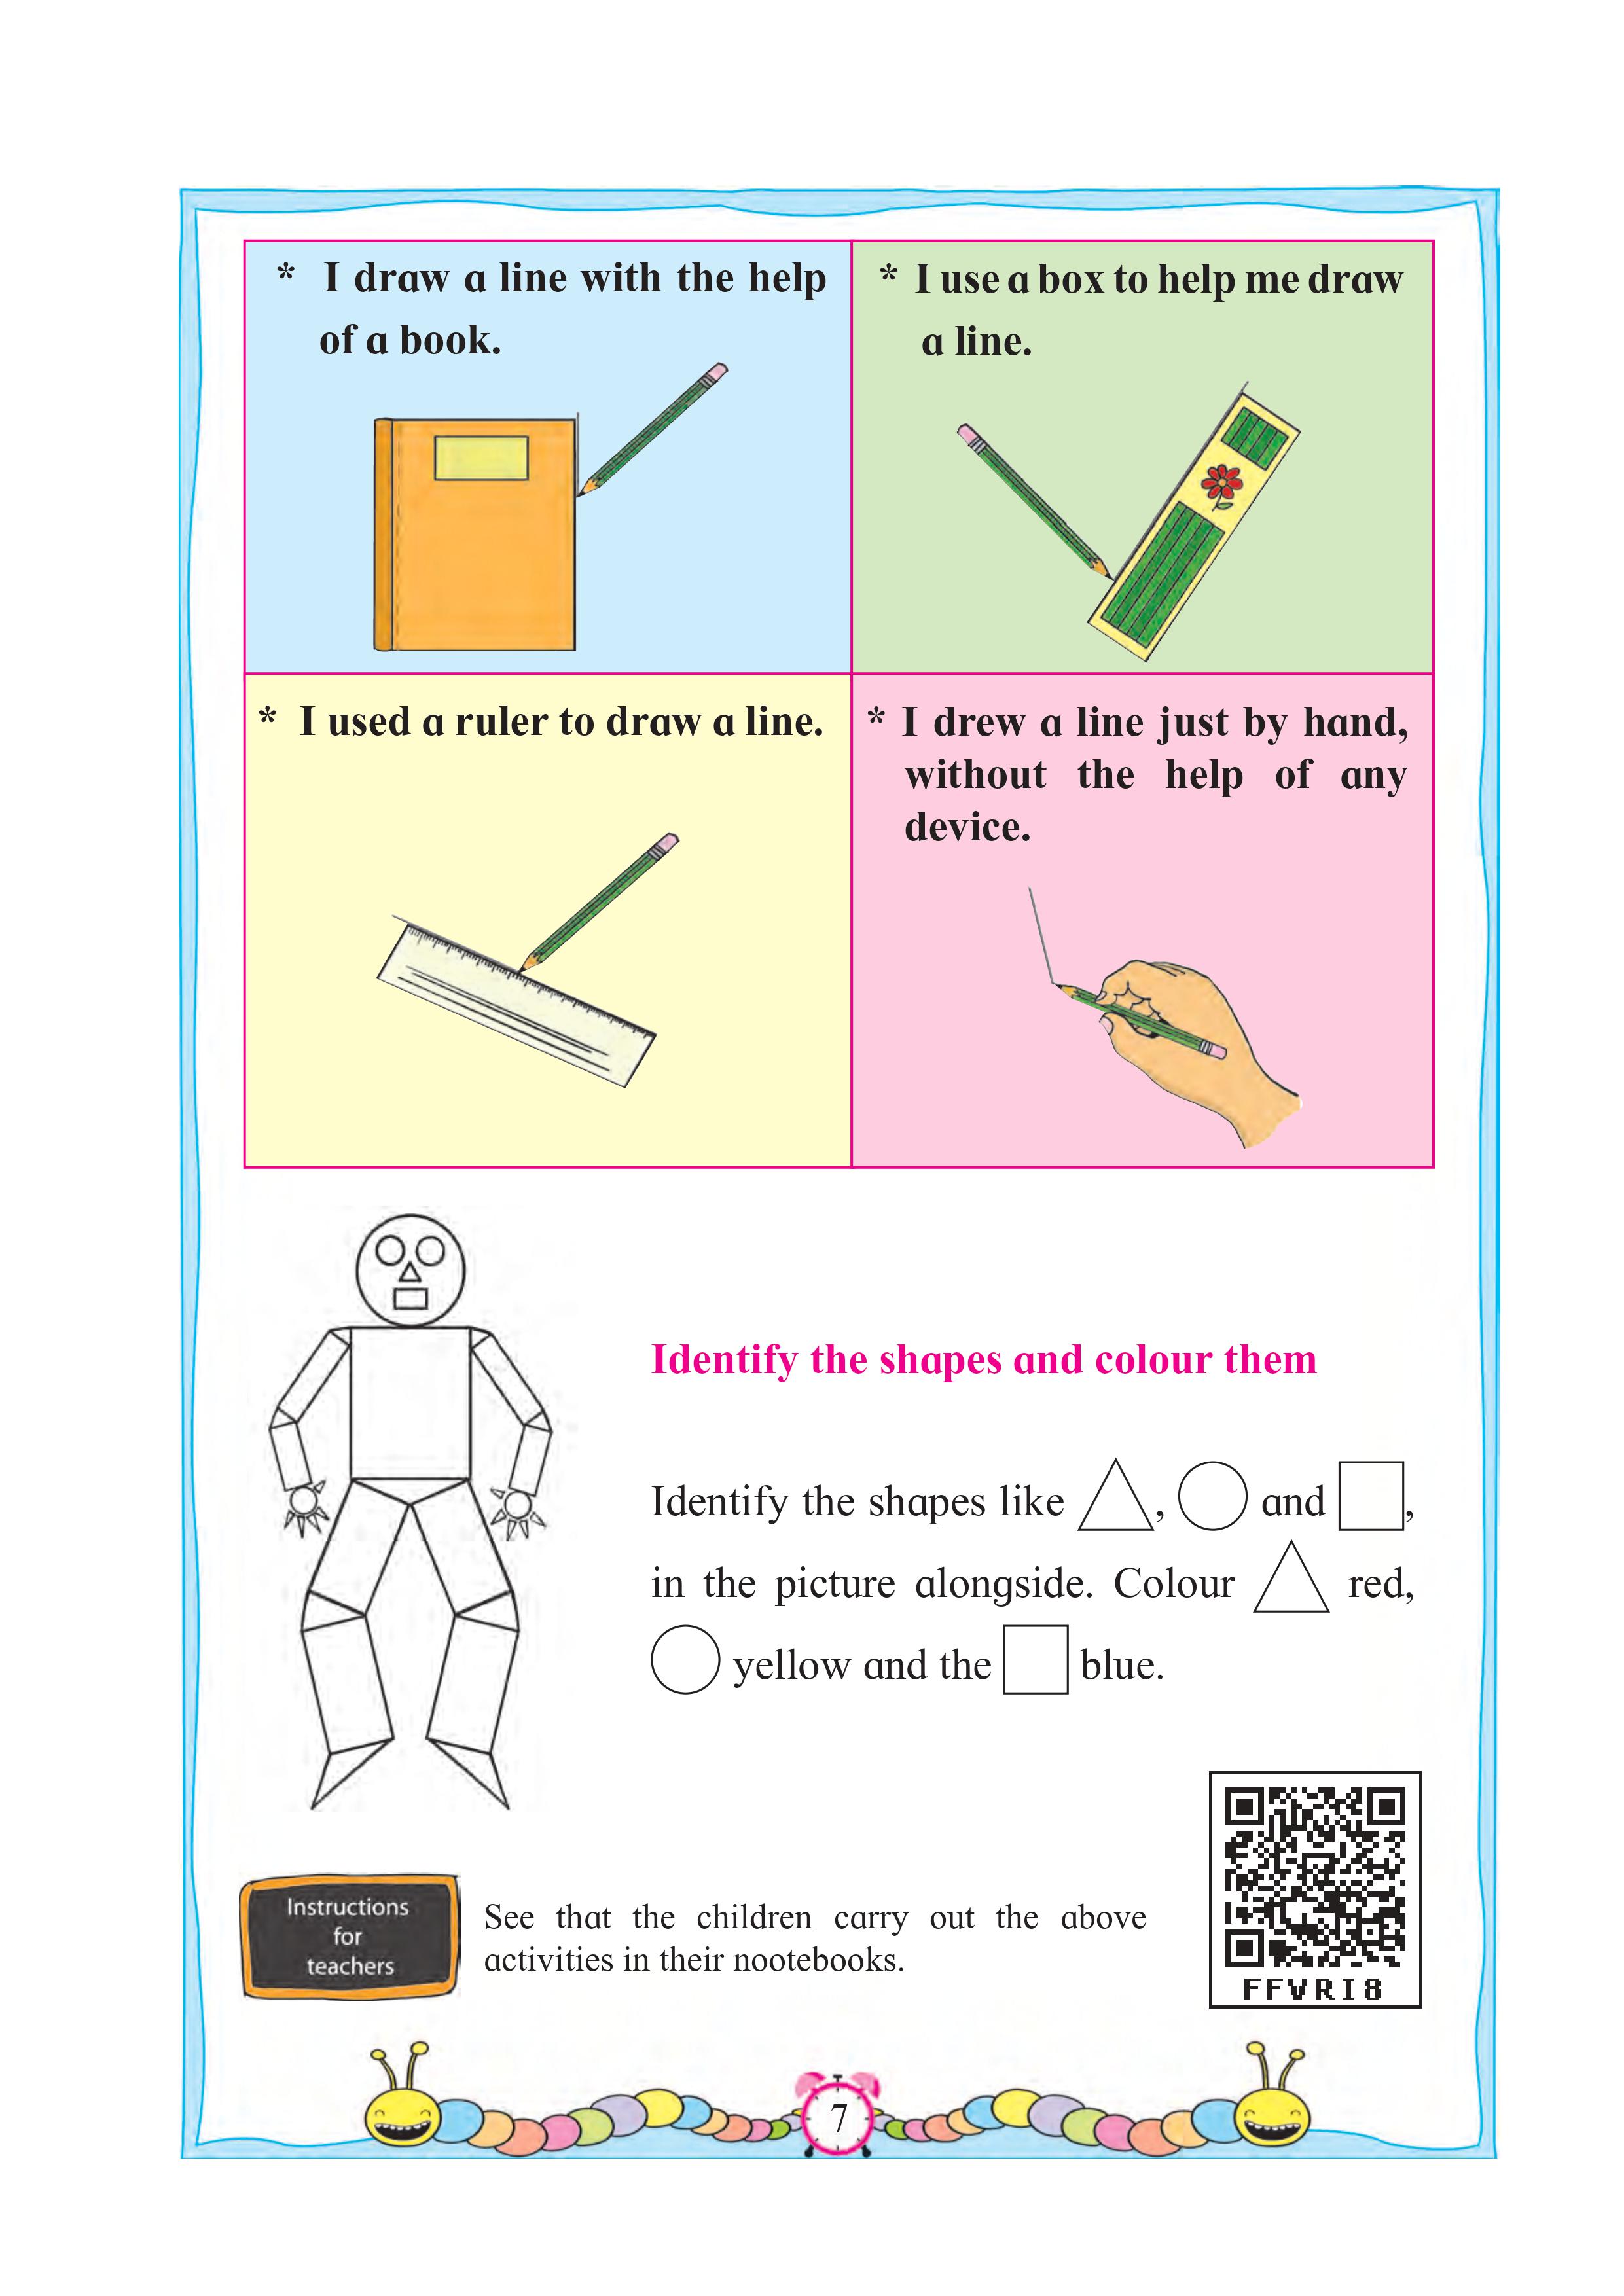 * I draw a line with the help
of a book.
* I use a box to help me draw
a line.
* I used a ruler to draw a line.
* I drew a line just by hand,
without the help of any
device.
Identify the shapes and colour them
Identify the shapes like , and ,
in the picture alongside. Colour red,
yellow and the blue.
Instructions
for
teachers
See that the children carry out the above
activities in their nootebooks.
FFVRI8
7